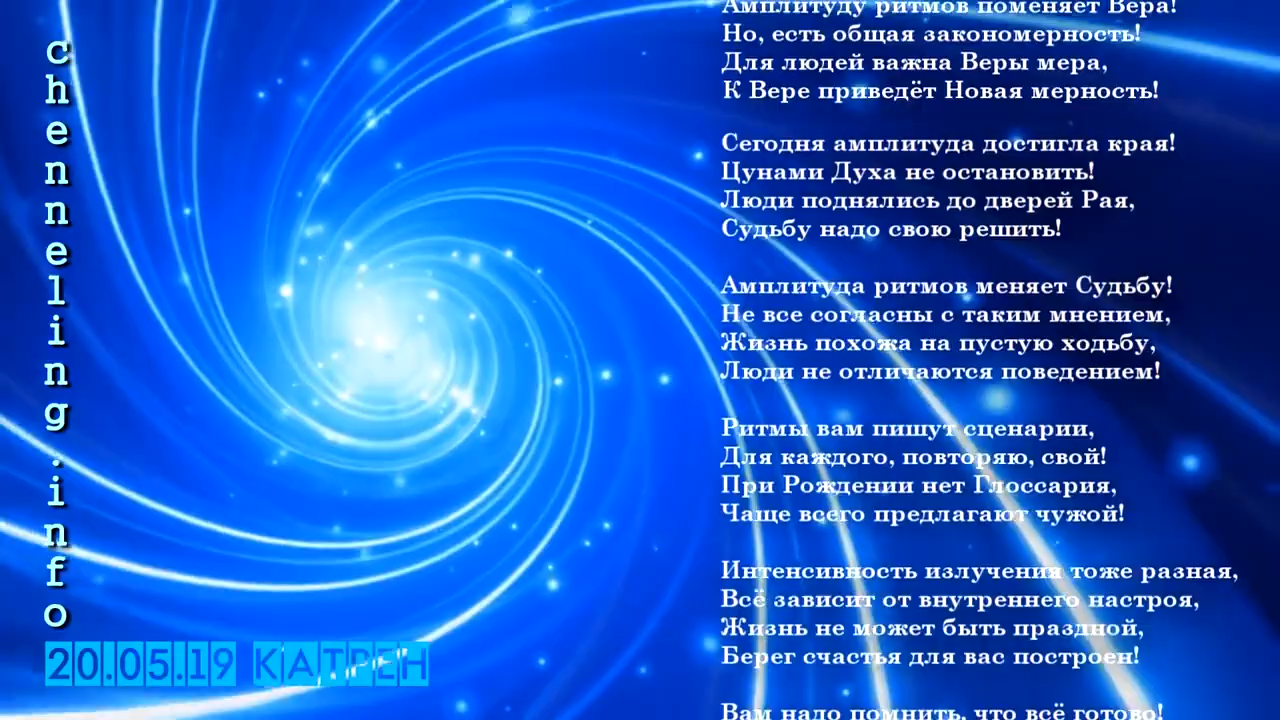 chenneling.info
20.05.19 КАТРЕН
Амплитуду ритмов поменяет Вера!
Но, есть общая закономерность!
Для людей важна Веры мера,
К Вере приведёт Новая мерность!
Сегодня амплитуда достигла края!
Цунами Духа не остановить!
Люди поднялись до дверей Рая,
Судьбу надо свою решить!
Амплитуда ритмов меняет Судьбу!
Не все согласны с таким мнением,
Жизнь похожа на пустую ходьбу,
Люди не отличаются поведением!
Ритмы вам пишут сценарии,
Для каждого, повторяю, свой!
При Рождении нет Глоссария,
Чаще всего предлагают чужой!
Интенсивность излучения тоже разная,
Всё зависит от внутреннего настроя,
Жизнь не может быть праздной,
Берег счастья для вас построен!
Вам надо помнить, что всё готово!